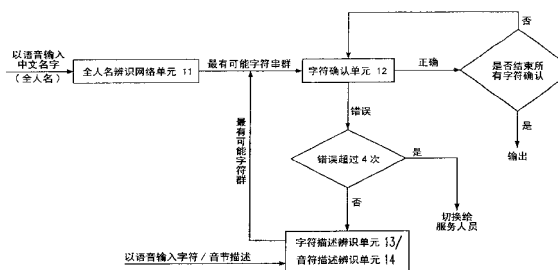 否
以语音输入
中文名字
(全人名)
全人名辨识网络单元 11
最有可能字符串群
字符确认单元 12
正确
是否结束所
有字符确认
错误
是
输出
最有可能字符群
错误超过 4 次
是
否
切换给
服务人员
字符描述辨识单元 13/
音符描述辨识单元 14
以语音输入字符 / 音节描述